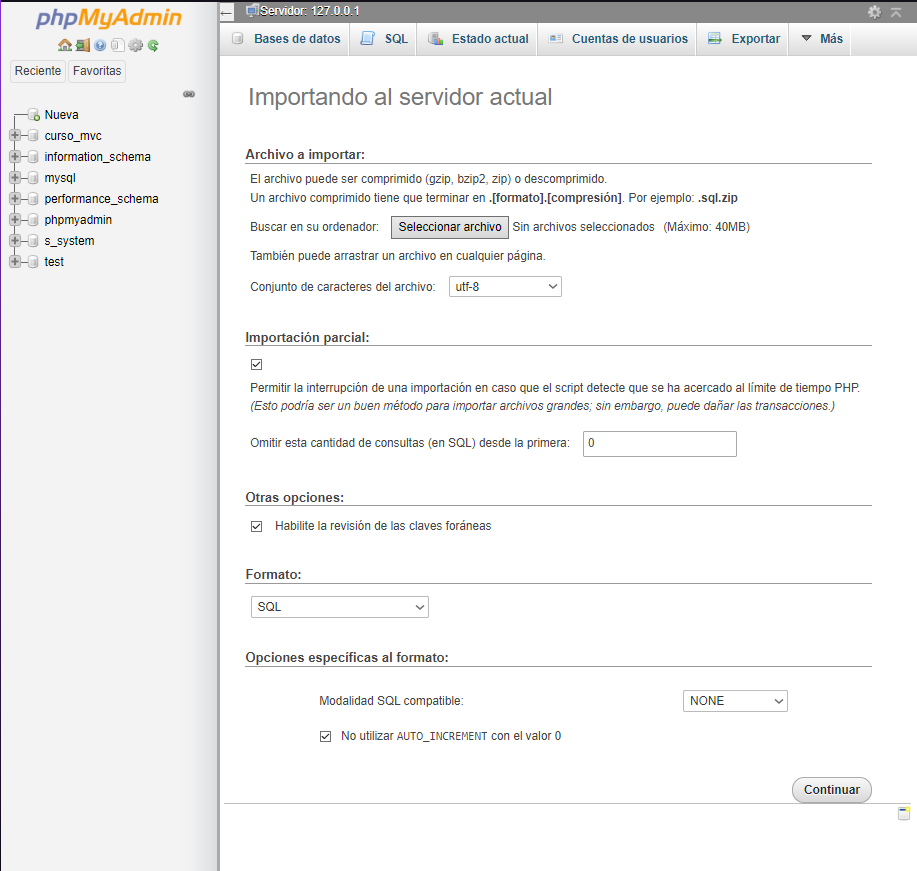 phpMyAdmin
Reciente Favoritas
Nueva
curso_mvc
information_schema
mysql
performance_schema
phpmyadmin
s_system
test
Servidor: 127.0.0.1
Bases de datos SQL Estado actual Cuentas de usuarios Exportar Más
Importando al servidor actual
Archivo a importar:
El archivo puede ser comprimido (gzip, bzip2, zip) o descomprimido.
Un archivo comprimido tiene que terminar en .[formato].[compresión]. Por ejemplo: .sql.zip
Buscar en su ordenador: Seleccionar archivo Sin archivos seleccionados (Máximo: 40MB)
También puede arrastrar un archivo en cualquier página.
Conjunto de caracteres del archivo: utf-8
Importación parcial:
Permitir la interrupción de una importación en caso que el script detecte que se ha acercado al límite de tiempo PHP.
(Esto podría ser un buen método para importar archivos grandes; sin embargo, puede dañar las transacciones.)
Omitir esta cantidad de consultas (en SQL) desde la primera: 0
Otras opciones:
Habilite la revisión de las claves foráneas
Formato:
SQL
Opciones específicas al formato:
Modalidad SQL compatible: NONE
No utilizar AUTO_INCREMENT con el valor 0
Continuar